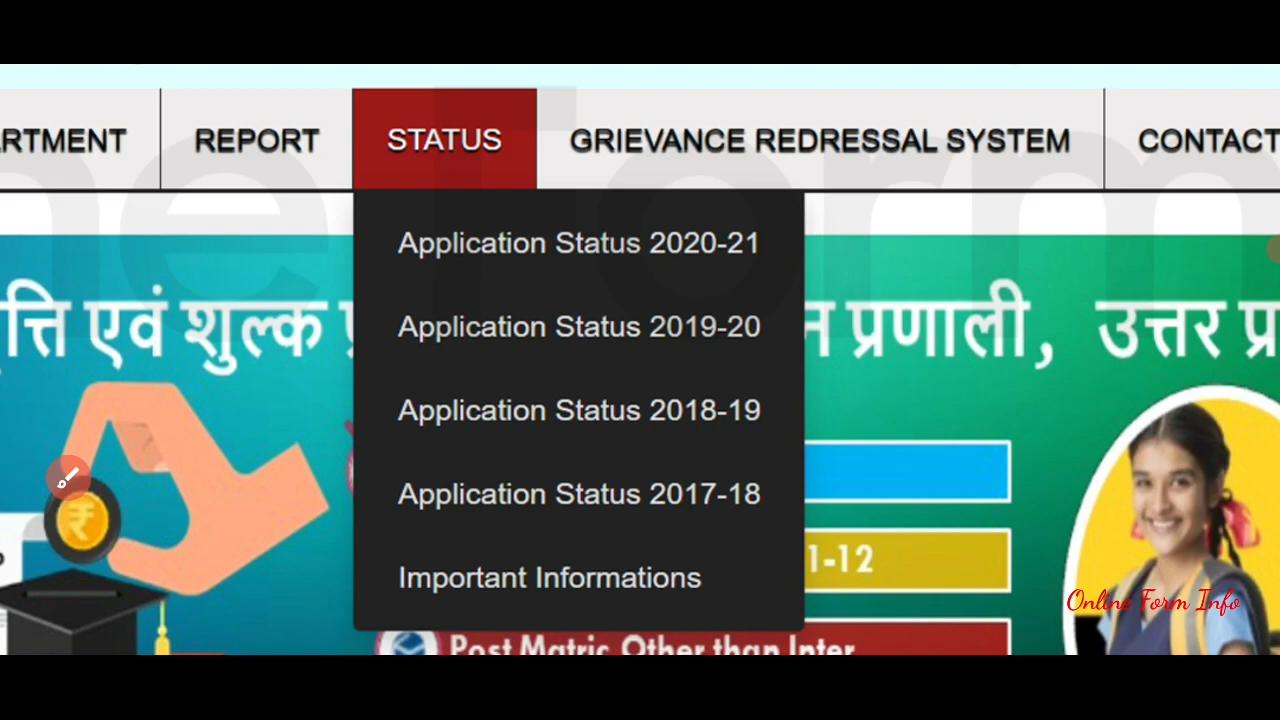 RTMENT REPORT STATUS GRIEVANCE REDRESSAL SYSTEM CONTACT
Application Status 2020-21
एवं शुल्क प्रणाली, उत्तर
Application Status 2019-20
Application Status 2018-19
Application Status 2017-18
1-12
Important Informations
Online Form Info
Post Matric Other than Inter